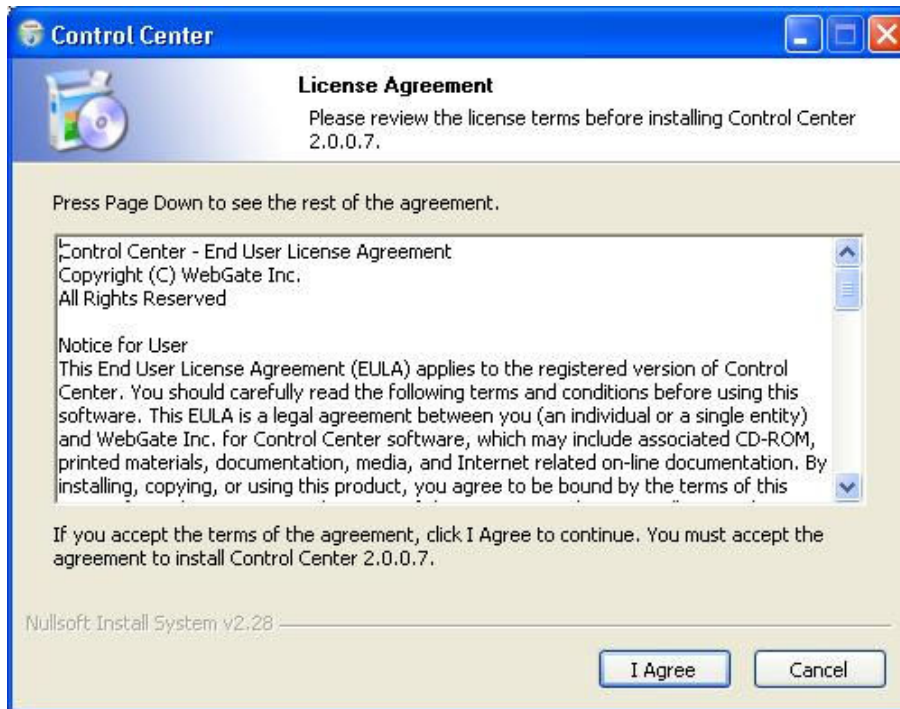 Control Center
License Agreement
Please review the license terms before installing Control Center
2.0.0.7.
Press Page Down to see the rest of the agreement.
Control Center - End User License Agreement
Copyright (C) WebGate Inc.
All Rights Reserved
Notice for User
This End User License Agreement (EULA) applies to the registered version of Control
Center. You should carefully read the following terms and conditions before using this
software. This EULA is a legal agreement between you (an individual or a single entity)
and WebGate Inc. for Control Center software, which may include associated CD-ROM,
printed materials, documentation, media, and Internet related on-line documentation. By
installing, copying, or using this product, you agree to be bound by the terms of this
If you accept the terms of the agreement, click I Agree to continue. You must accept the
agreement to install Control Center 2.0.0.7.
Nullsoft Install System v2.28
I Agree
Cancel